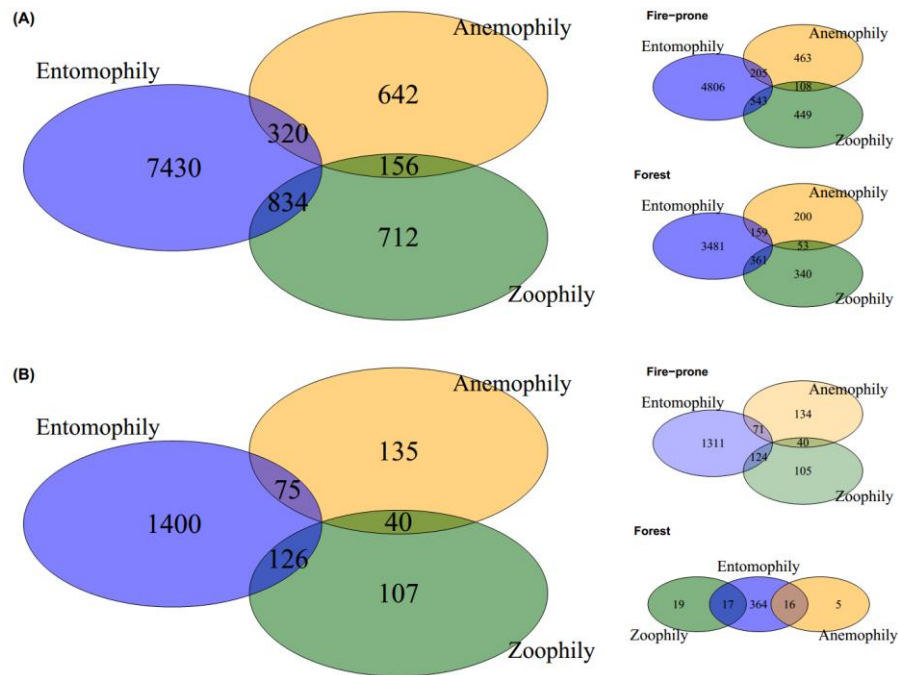 (A)
Anemophily
Entomophily
642
320
7430
156
834
712
Zoophily
Fire−prone
Anemophily
Entomophily
463
205
4806
108
543
449
Zoophily
Forest
Anemophily
Entomophily
200
159
3481
53
361
340
Zoophily
(B)
Anemophily
Entomophily
135
75
1400
40
126
107
Zoophily
Fire−prone
Anemophily
Entomophily
134
71
1311
40
124
105
Zoophily
Forest
Entomophily
19 17 364 16 5
Zoophily Anemophily